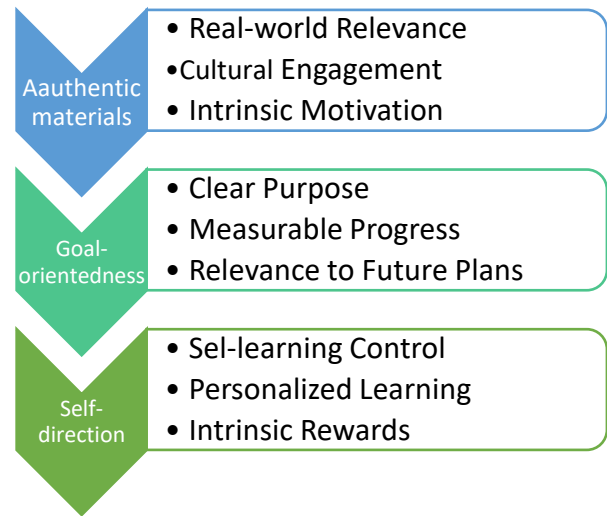 Aauthentic
materials
• Real-world Relevance
•Cultural Engagement
• Intrinsic Motivation
Goal-
orientedness
• Clear Purpose
• Measurable Progress
• Relevance to Future Plans
Self-
direction
• Sel-learning Control
• Personalized Learning
• Intrinsic Rewards